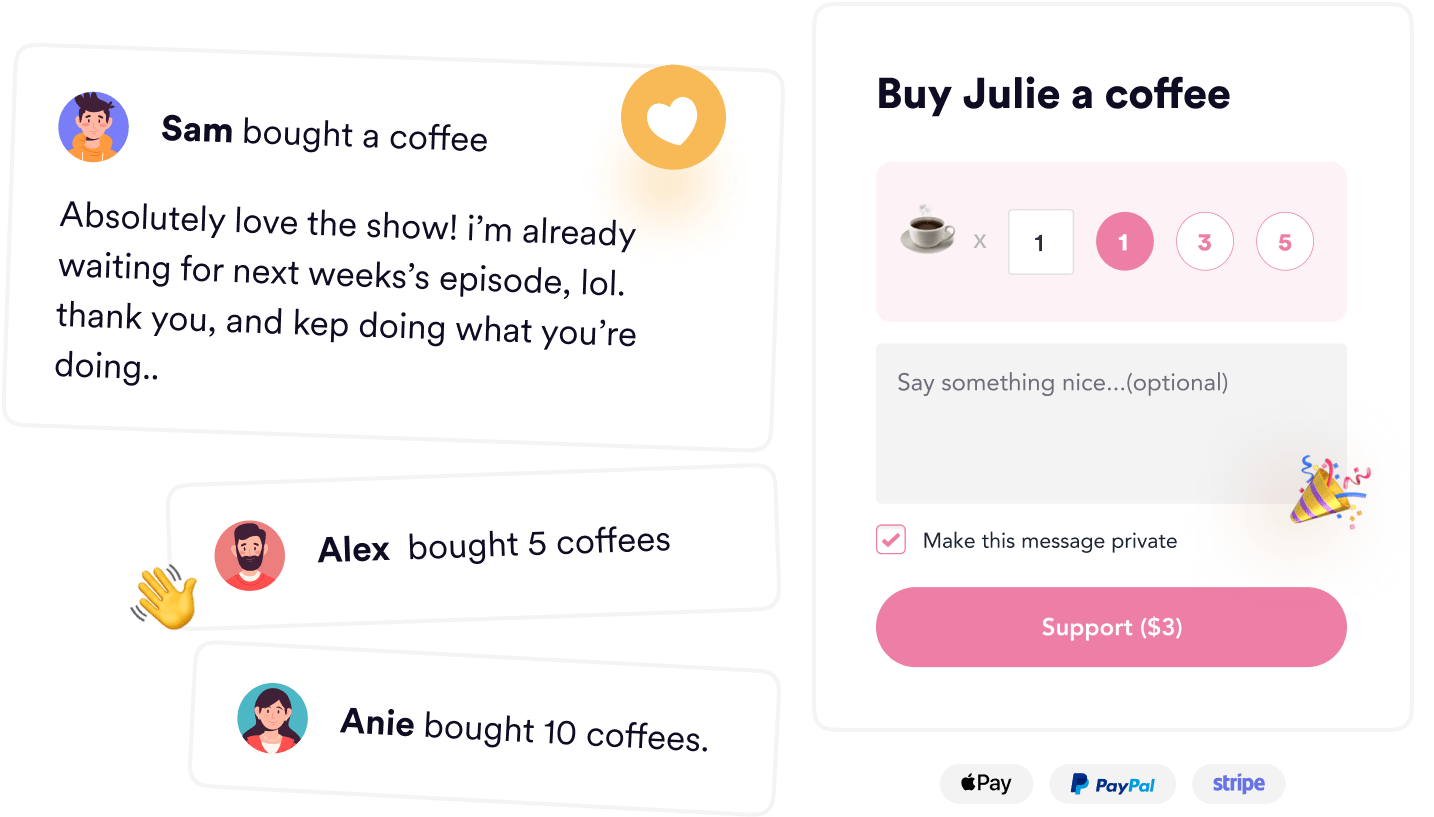 Sam bought a coffee
Absolutely love the show! i’m already
waiting for next weeks’s episode, lol.
thank you, and kep doing what you’re
doing..
Alex bought 5 coffees
Anie bought 10 coffees.
Buy Julie a coffee
x 1 1 3 5
Say something nice...(optional)
Make this message private
Support ($3)
Pay PayPal stripe